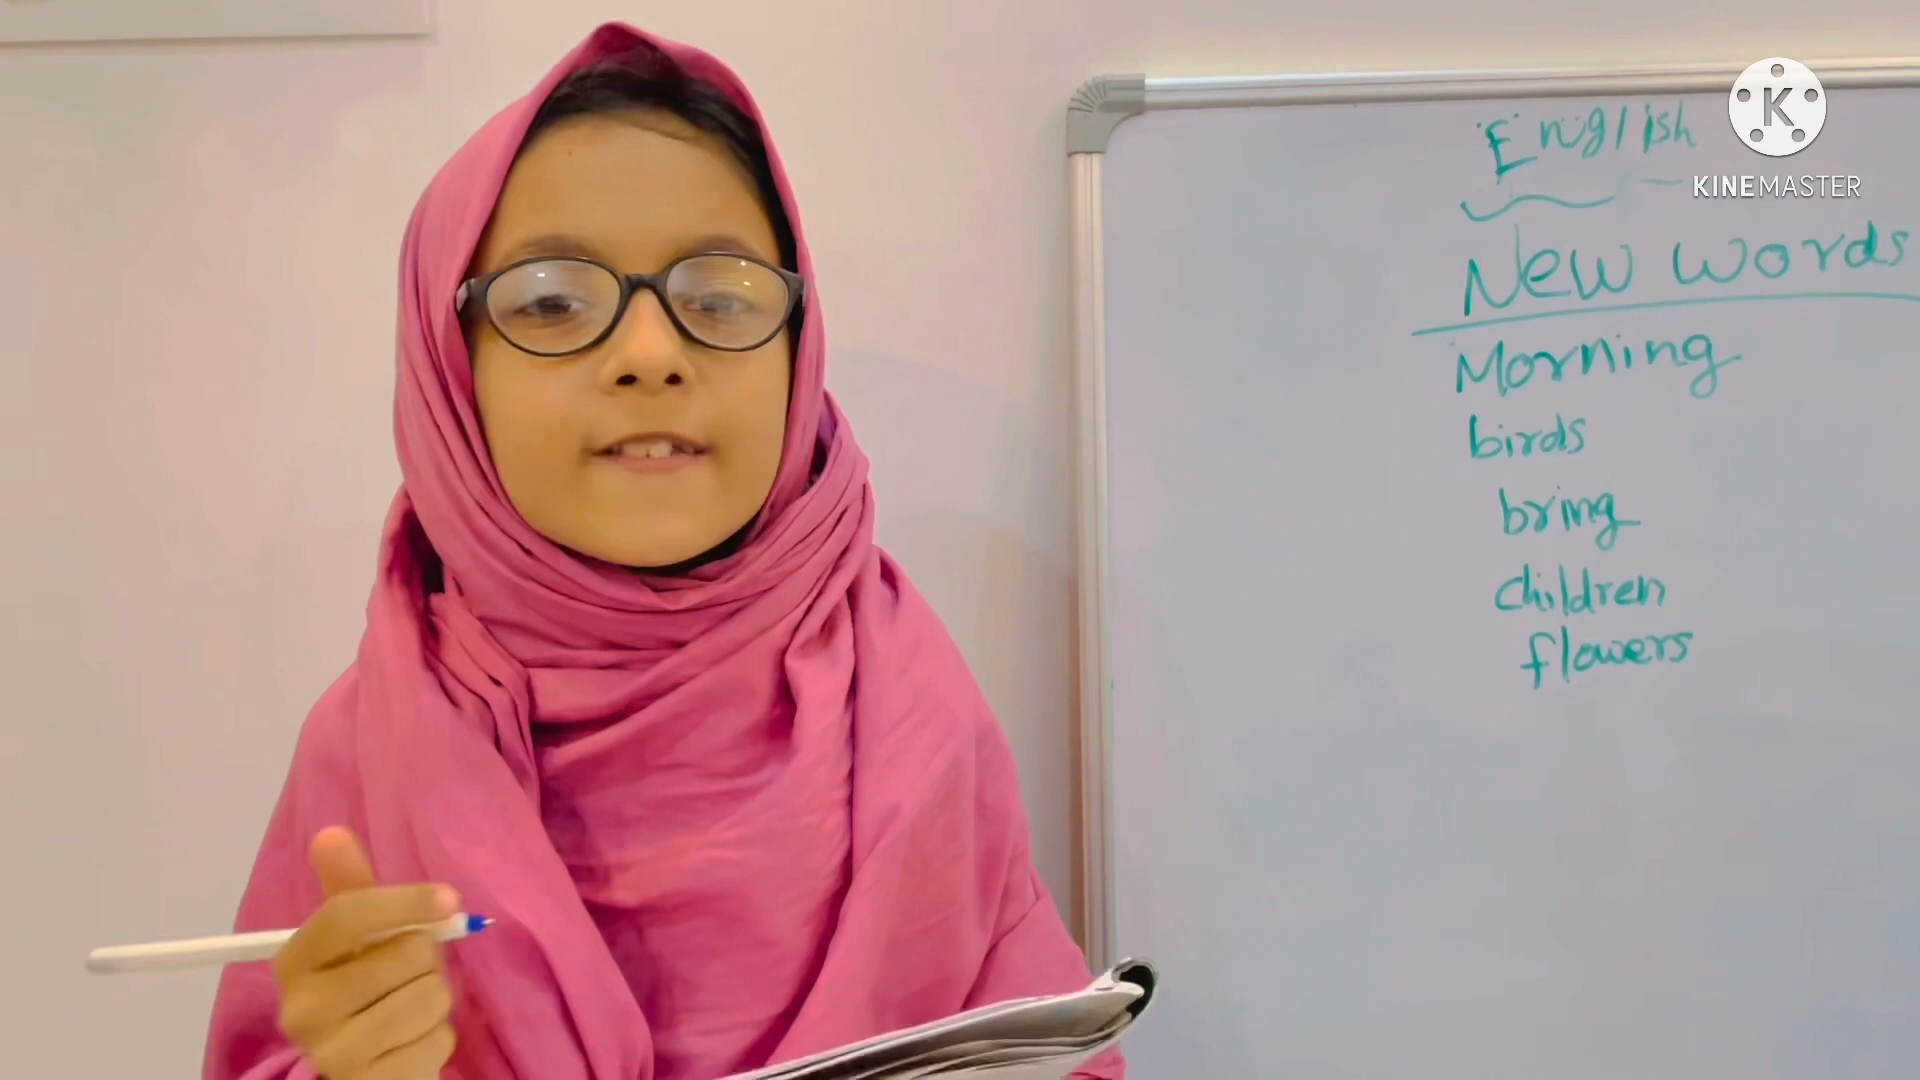 English
KINEMASTER
New words
Morning
birds
bring
children
flowers